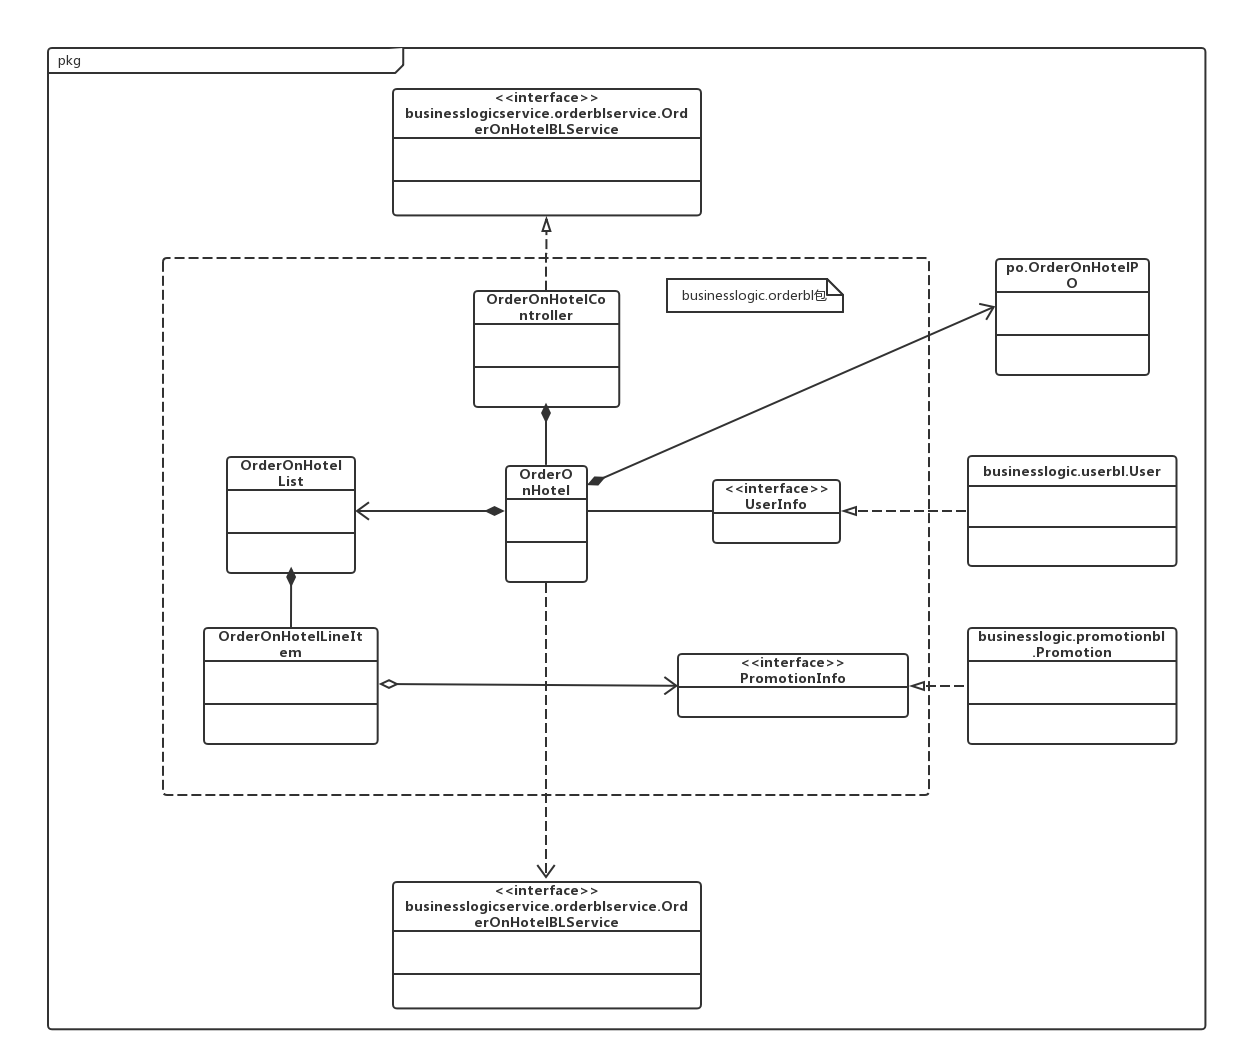 pkg
<<interface>>
businesslogicservice.orderblservice.Ord
erOnHotelBLService
businesslogic.orderbl包
po.OrderOnHotelP
O
OrderOnHotelCo
ntroller
OrderOnHotel
List
OrderO
nHotel
<<interface>>
UserInfo
businesslogic.userbl.User
OrderOnHotelLineIt
em
<<interface>>
PromotionInfo
businesslogic.promotionbl
.Promotion
<<interface>>
businesslogicservice.orderblservice.Ord
erOnHotelBLService